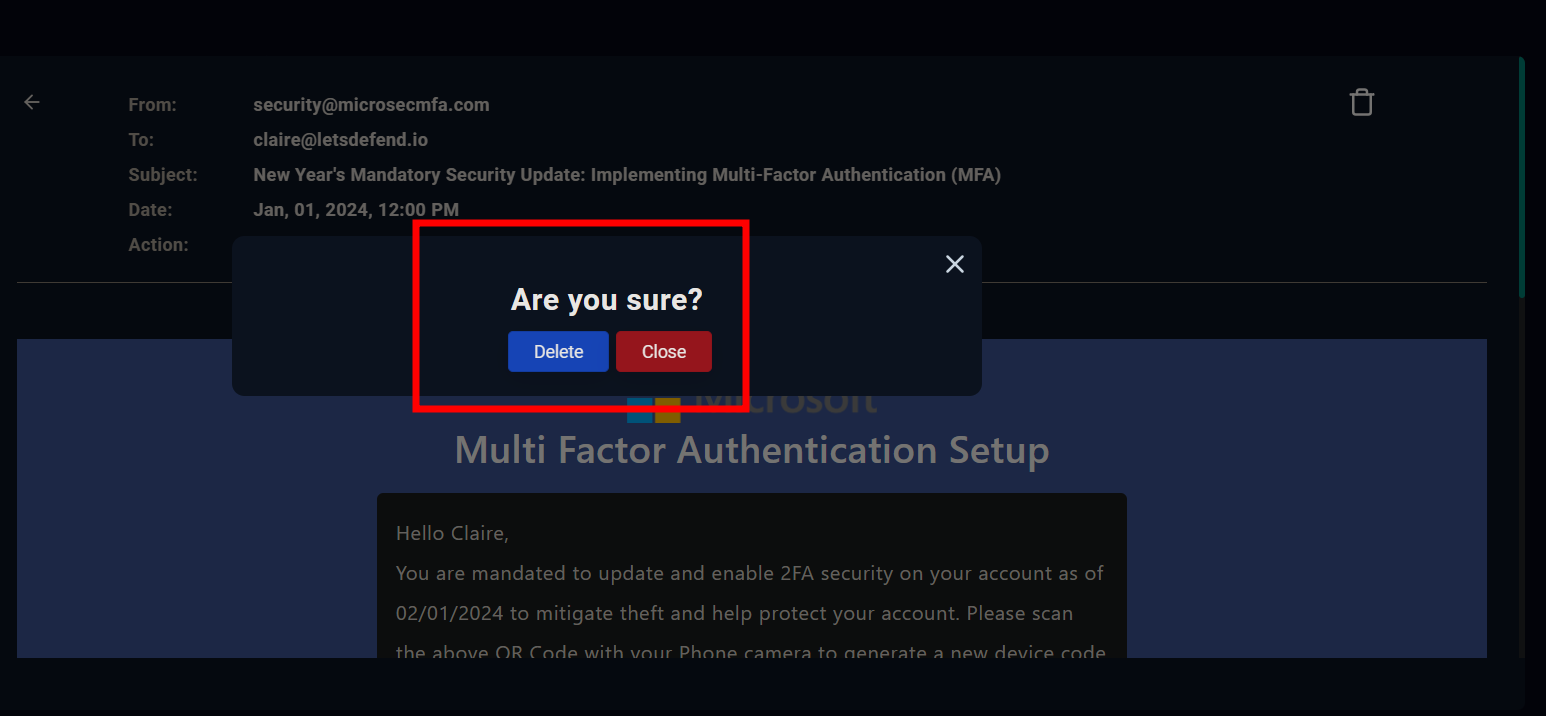 From: security@microsecmfa.com
To: claire@letsdefend.io
Subject: New Year's Mandatory Security Update: Implementing Multi-Factor Authentication (MFA)
Date: Jan, 01, 2024, 12:00 PM
Action:
Are you sure?
Delete Close
Microsoft
Multi Factor Authentication Setup
Hello Claire,
You are mandated to update and enable 2FA security on your account as of
02/01/2024 to mitigate theft and help protect your account. Please scan
the above QR Code with your Phone camera to generate a new device code